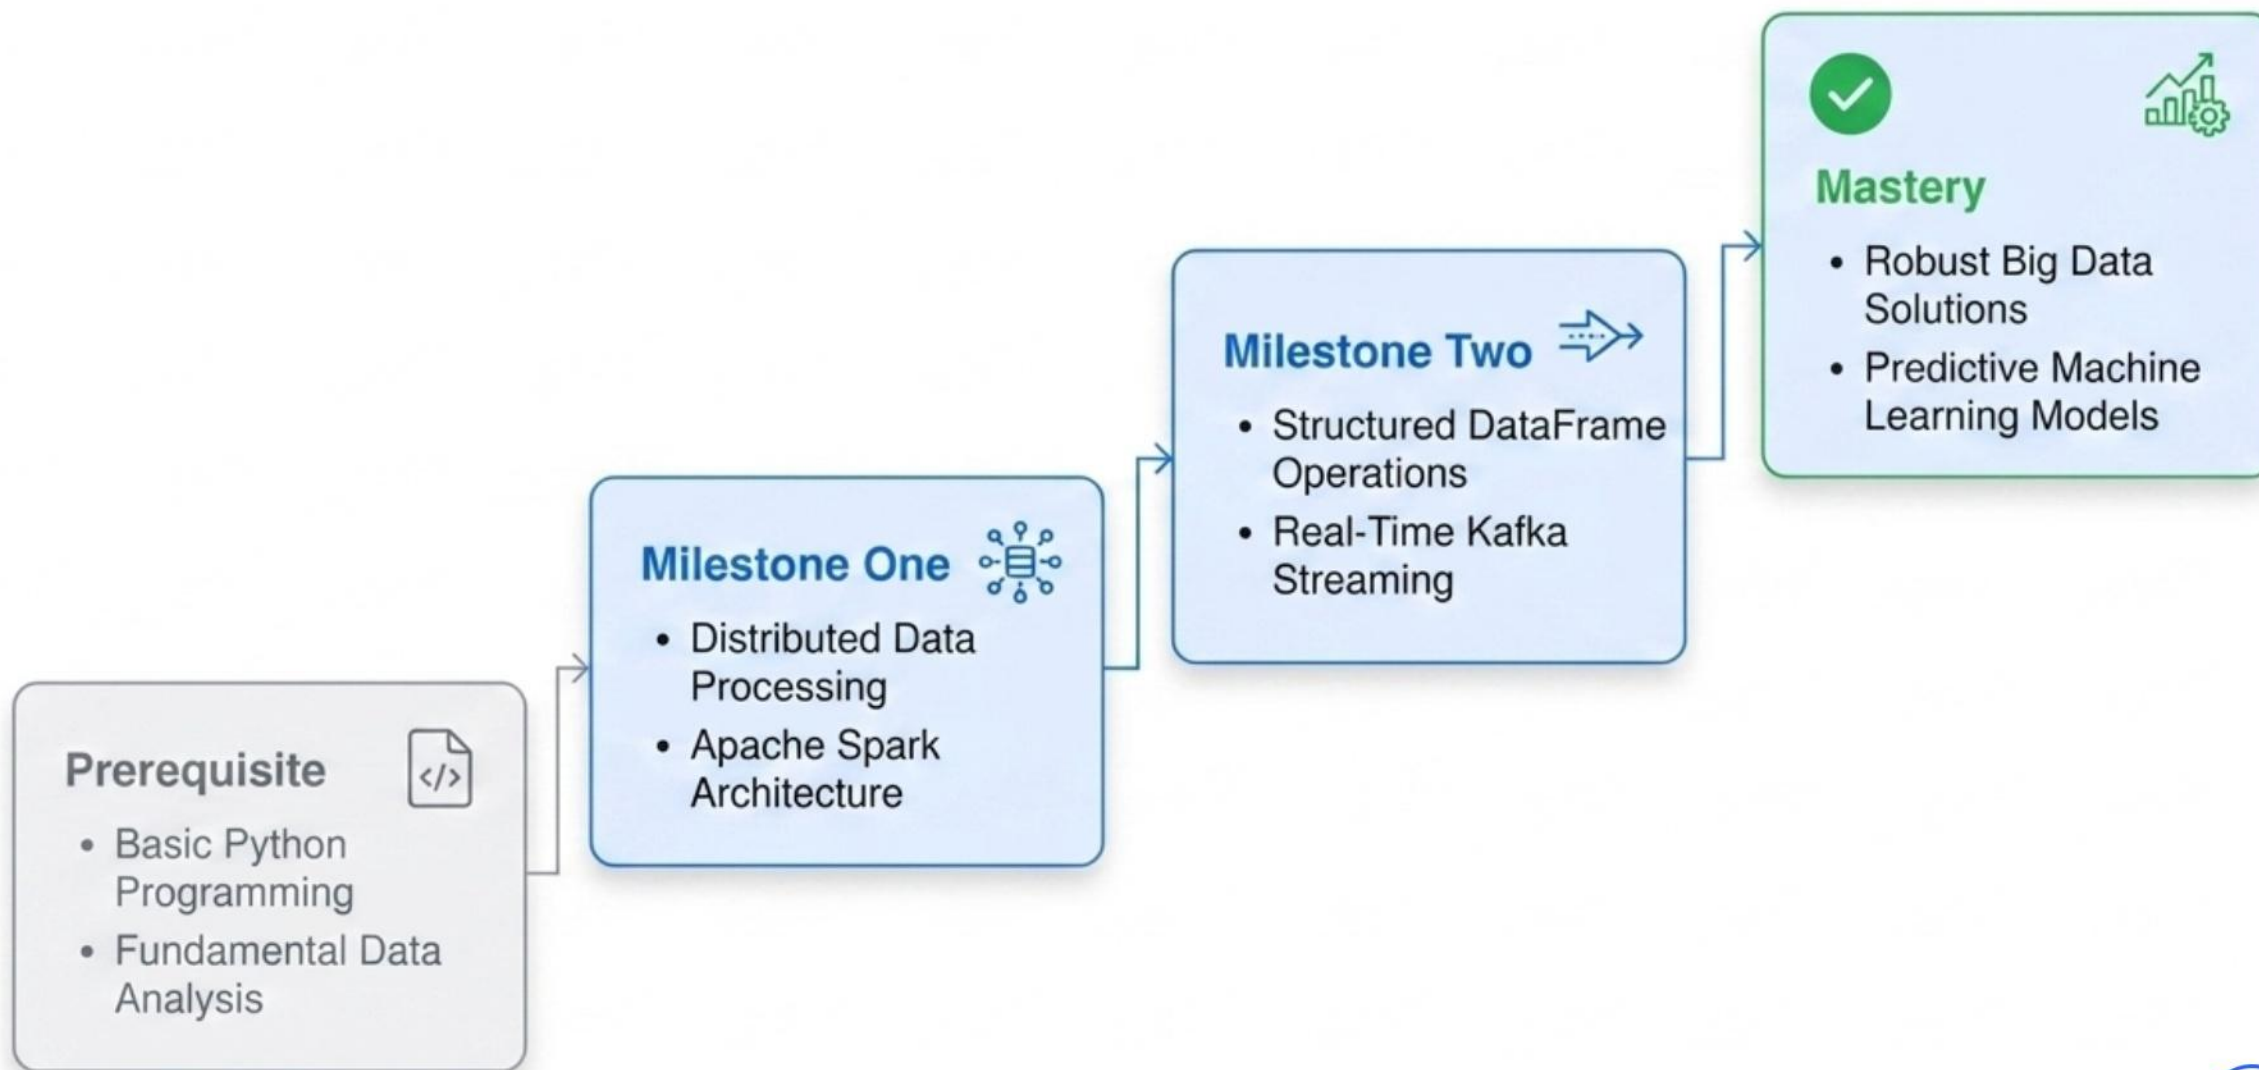 Prerequisite
</>
• Basic Python
Programming
• Fundamental Data
Analysis
Milestone One
• Distributed Data
Processing
• Apache Spark
Architecture
Milestone Two
• Structured DataFrame
Operations
• Real-Time Kafka
Streaming
Mastery
• Robust Big Data
Solutions
• Predictive Machine
Learning Models